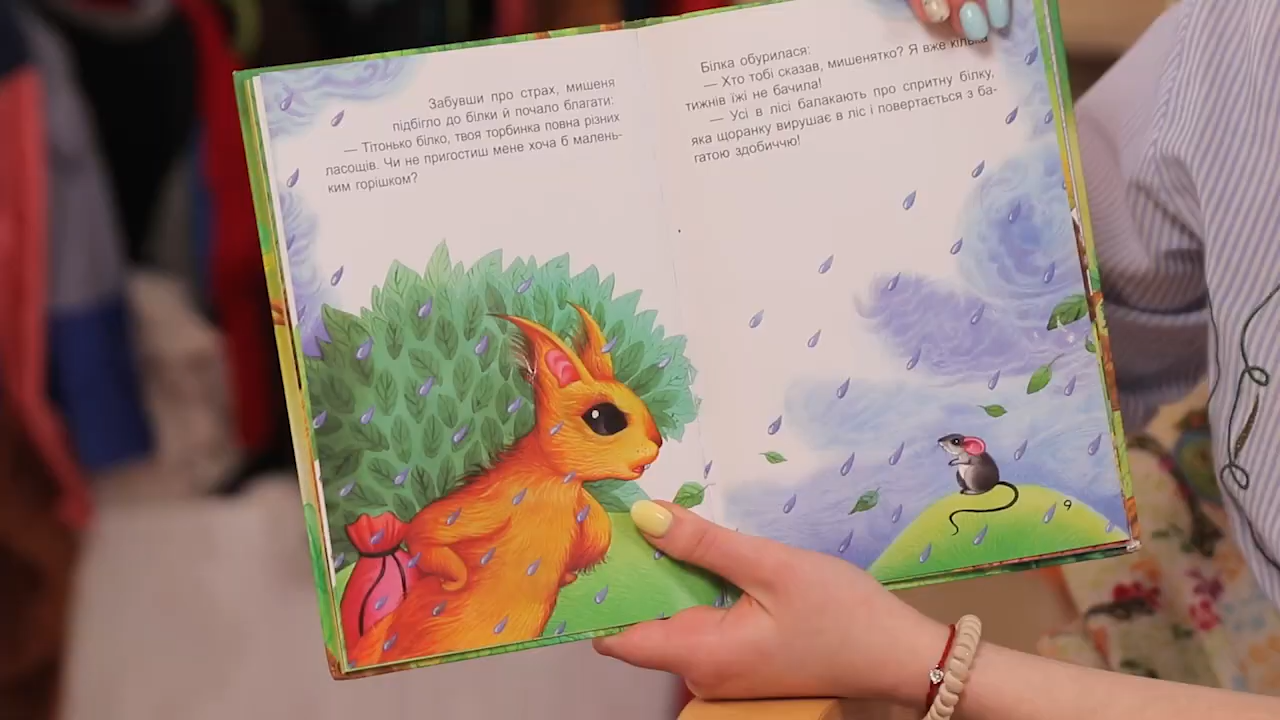 Забувши про страх, мишеня
підбігло до білки й почало благати:
— Тітонько білко, твоя торбинка повна різних
ласощів. Чи не пригостиш мене хоча б малень-
ким горішком?
Білка обурилася:
— Хто тобі сказав, мишенятко? Я вже кілька
тижнів їжі не бачила!
— Усі в лісі балакають про спритну білку,
яка щоранку вирушає в ліс і повертається з ба-
гатою здобиччю!
9